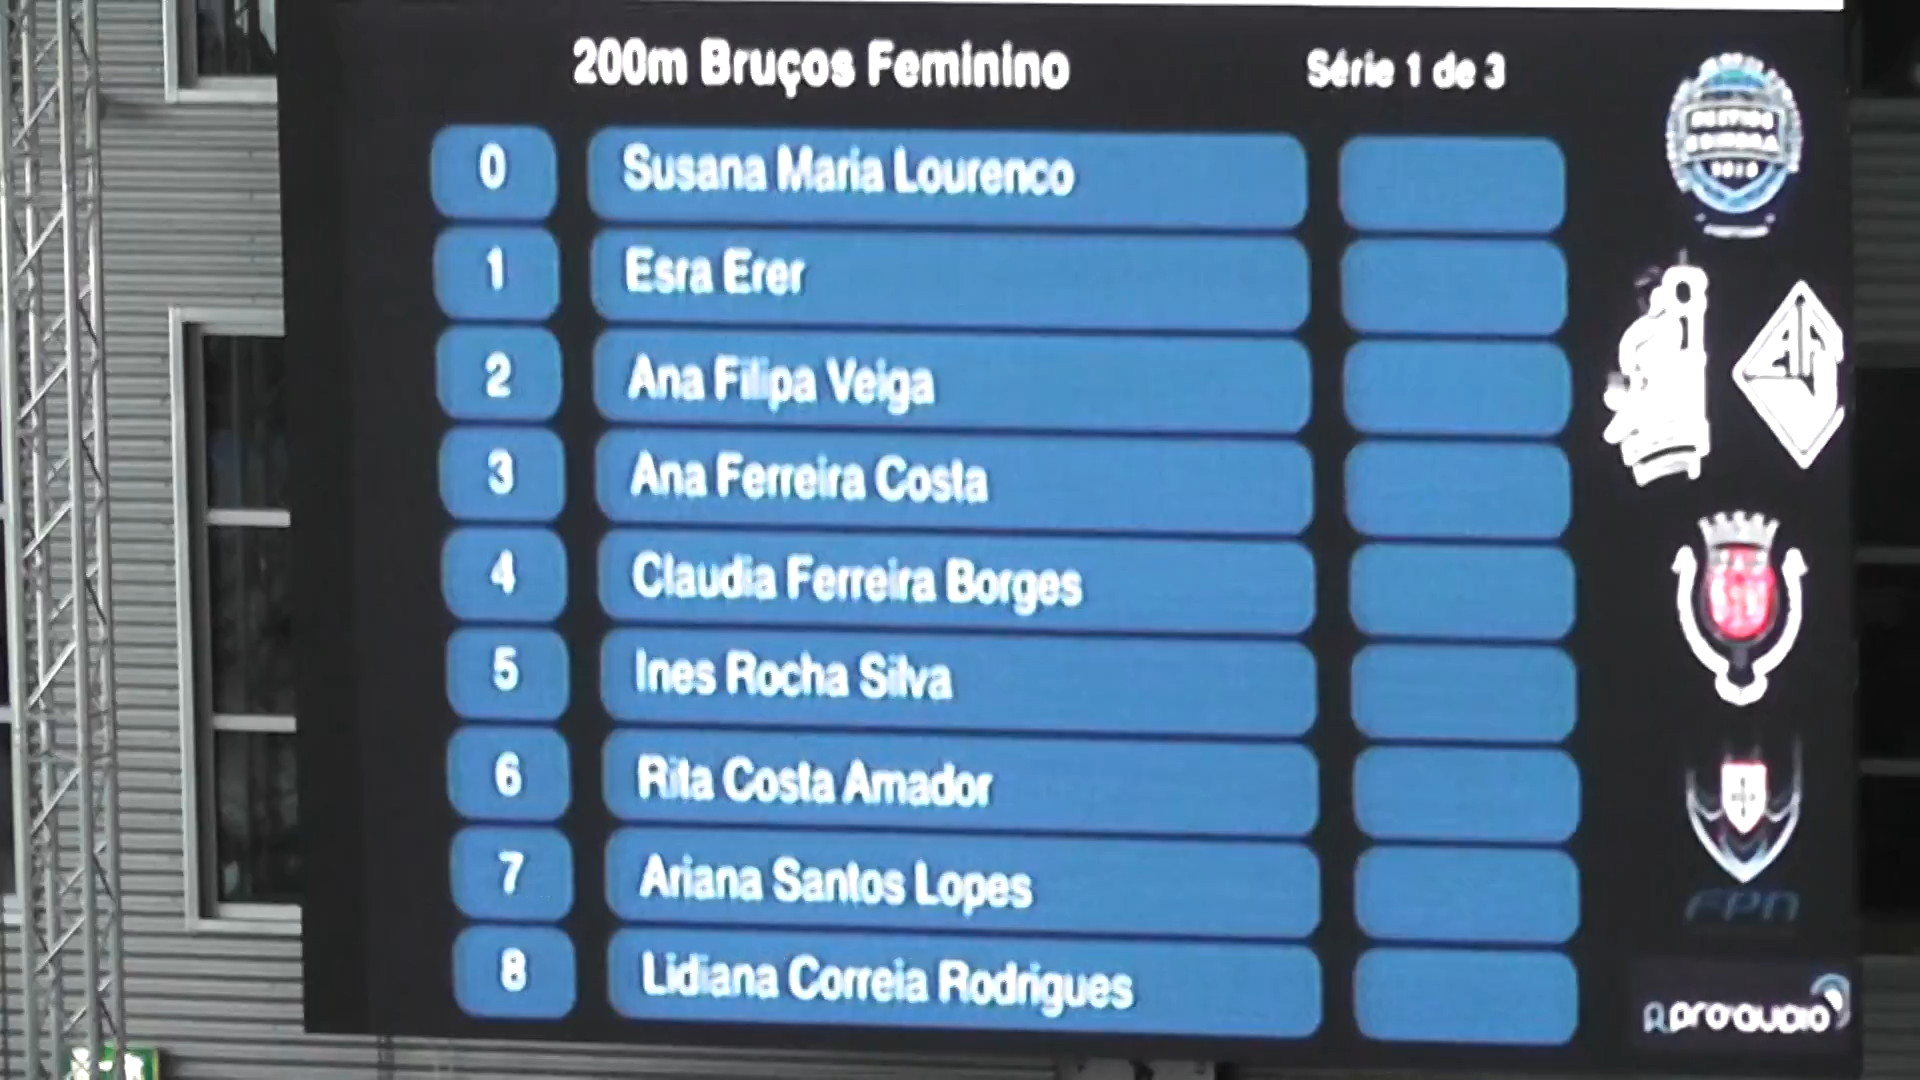 200m Bruços Feminino Série 1 de 3
0 Susana Maria Lourenco
1 Esra Erer
2 Ana Filipa Veiga
3 Ana Ferreira Costa
4 Claudia Ferreira Borges
5 Ines Rocha Silva
6 Rita Costa Amador
7 Ariana Santos Lopes
8 Lidiana Correia Rodrigues
FPN
pro·audio